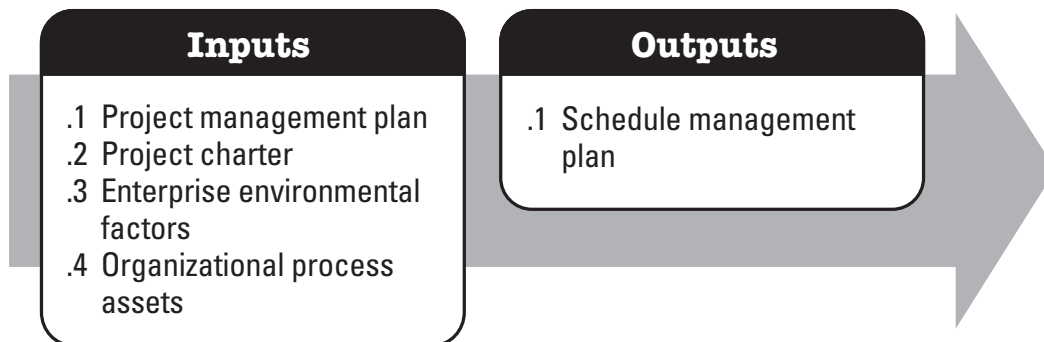 Inputs
.1 Project management plan
.2 Project charter
.3 Enterprise environmental
factors
.4 Organizational process
assets
Outputs
.1 Schedule management
plan